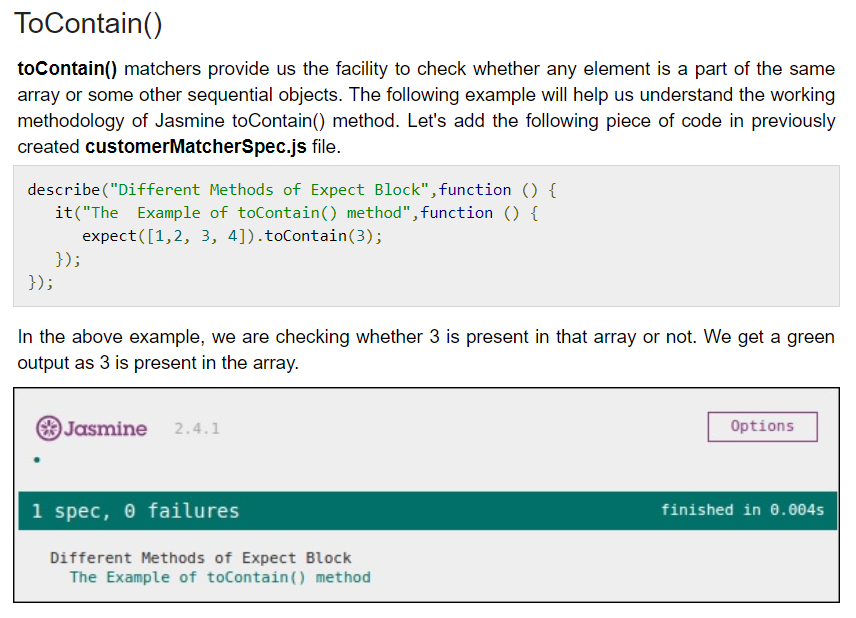 ToContain()
toContain() matchers provide us the facility to check whether any element is a part of the same
array or some other sequential objects. The following example will help us understand the working
methodology of Jasmine toContain() method. Let's add the following piece of code in previously
created customerMatcherSpec.js file.
describe("Different Methods of Expect Block",function () {
   it("The  Example of toContain() method",function () {
      expect([1,2, 3, 4]).toContain(3);
   });
});
In the above example, we are checking whether 3 is present in that array or not. We get a green
output as 3 is present in the array.
Jasmine 2.4.1 Options
1 spec, 0 failures finished in 0.004s
Different Methods of Expect Block
The Example of toContain() method